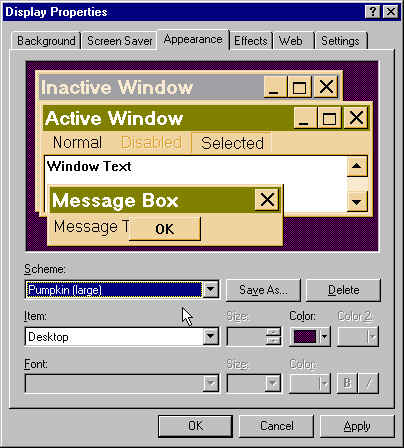 Display Properties
Background Screen Saver Appearance Effects Web Settings
Inactive Window
Active Window
Normal Disabled Selected
Window Text
Message Box
Message T
OK
Scheme:
Pumpkin (large) Save As... Delete
Item: Size: Color: Color 2:
Desktop
Font: Size: Color:
B /
OK Cancel Apply